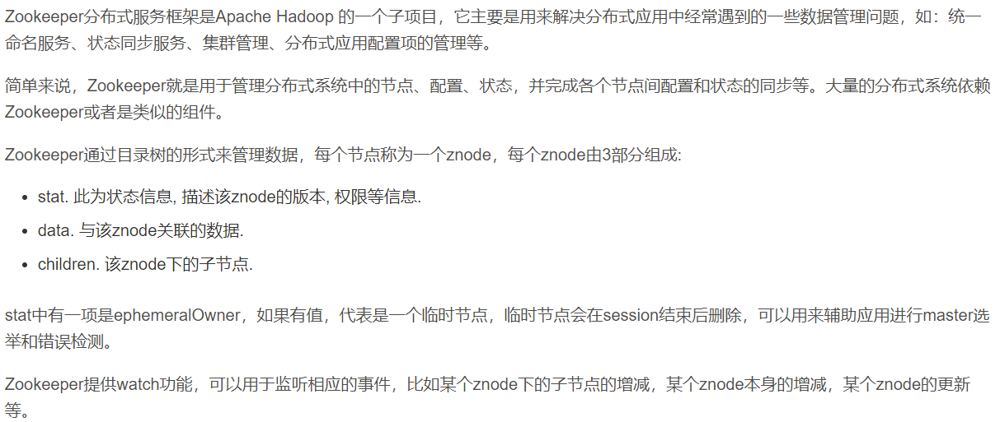 Zookeeper分布式服务框架是Apache Hadoop 的一个子项目，它主要是用来解决分布式应用中经常遇到的一些数据管理问题，如：统一
命名服务、状态同步服务、集群管理、分布式应用配置项的管理等。
简单来说，Zookeeper就是用于管理分布式系统中的节点、配置、状态，并完成各个节点间配置和状态的同步等。大量的分布式系统依赖
Zookeeper或者是类似的组件。
Zookeeper通过目录树的形式来管理数据，每个节点称为一个znode，每个znode由3部分组成:
• stat. 此为状态信息, 描述该znode的版本, 权限等信息.
• data. 与该znode关联的数据.
• children. 该znode下的子节点.
stat中有一项是ephemeralOwner，如果有值，代表是一个临时节点，临时节点会在session结束后删除，可以用来辅助应用进行master选
举和错误检测。
Zookeeper提供watch功能，可以用于监听相应的事件，比如某个znode下的子节点的增减，某个znode本身的增减，某个znode的更新
等。